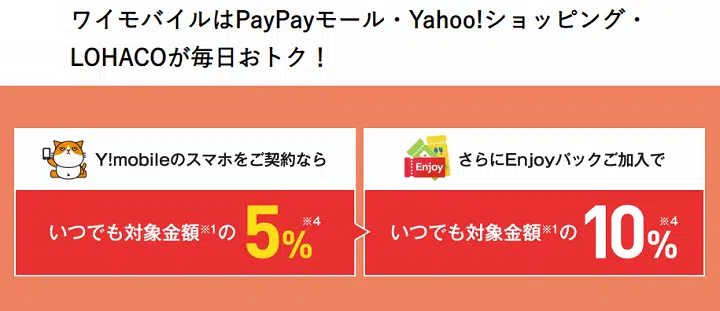 ワイモバイルはPayPayモール・Yahoo!ショッピング・
LOHACOが毎日おトク！
Y!mobileのスマホをご契約なら
いつでも対象金額※1の5%※4
Enjoy
さらにEnjoyパックご加入で
いつでも対象金額※1の10%※4